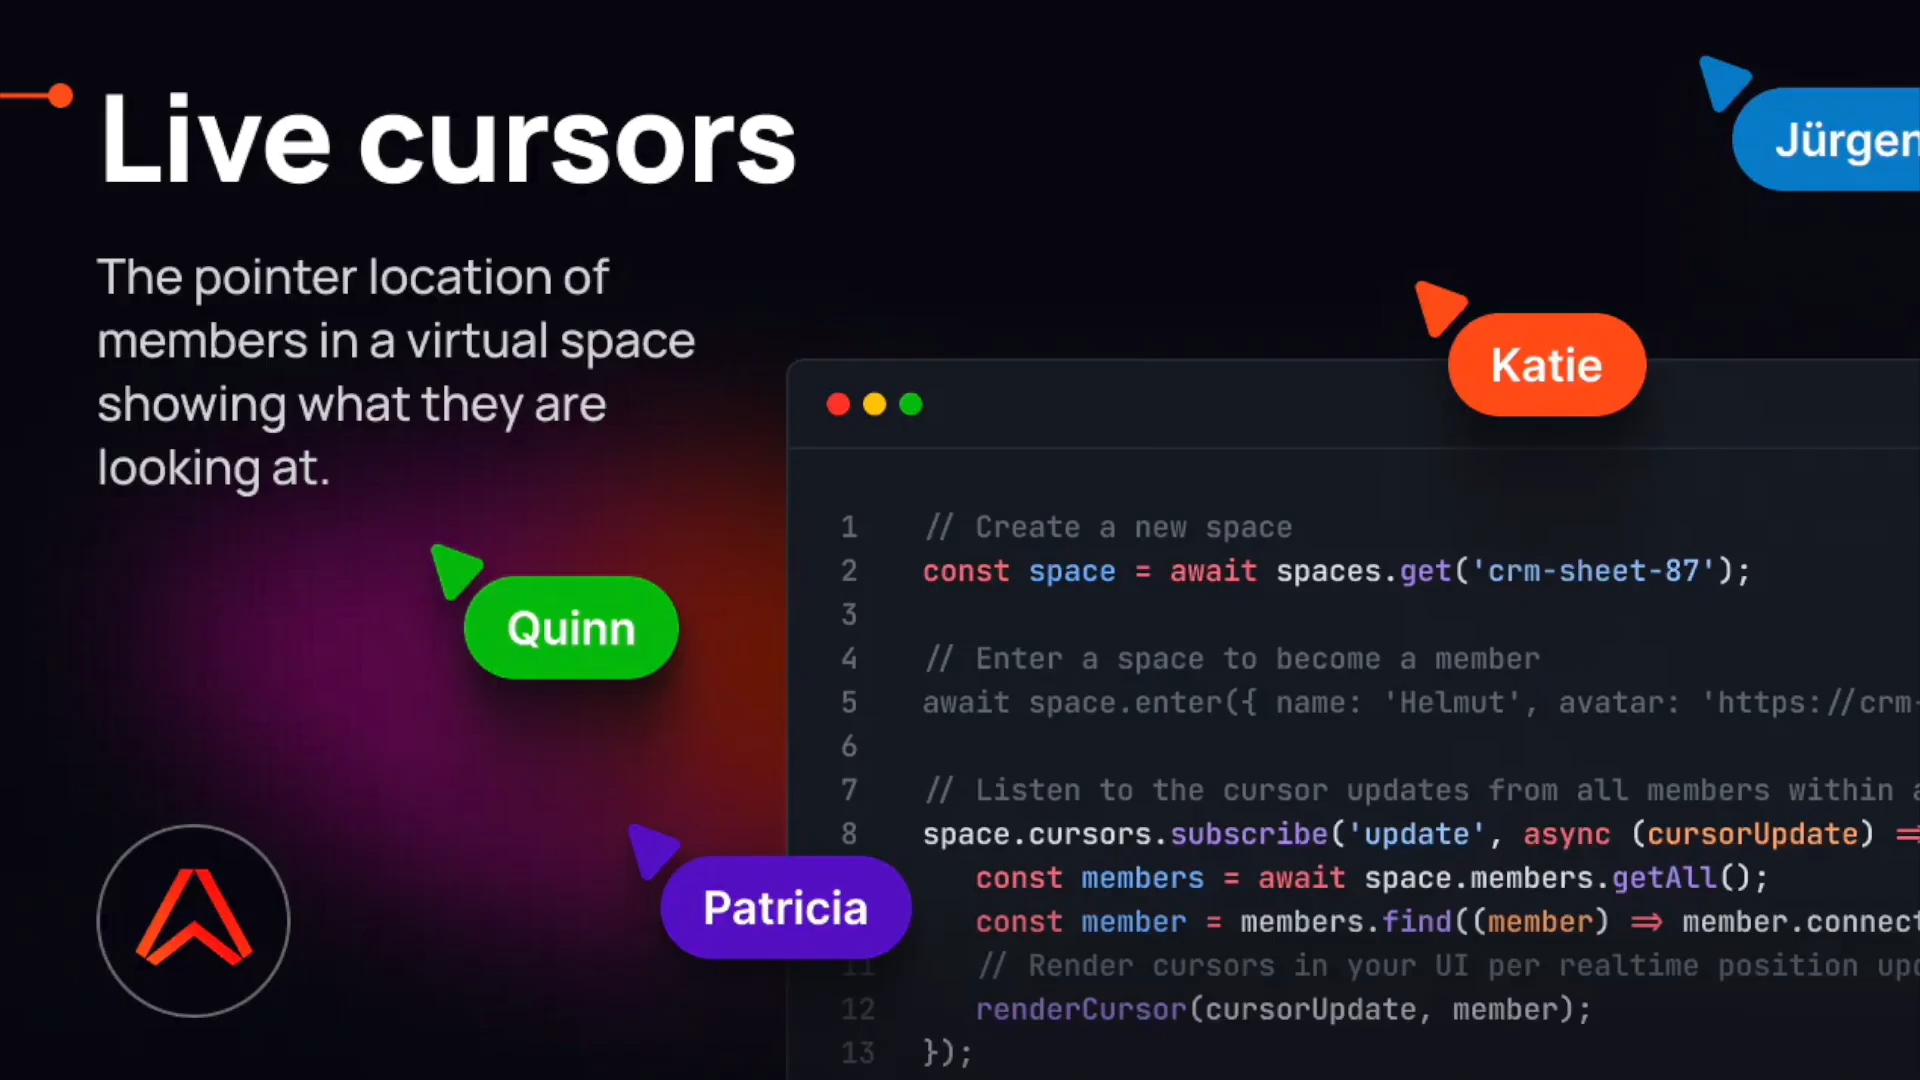 Live cursors
The pointer location of
members in a virtual space
showing what they are
looking at.
Jürgen
Katie
Quinn
Patricia
1 // Create a new space
2 const space = await spaces.get('crm-sheet-87');
3
4 // Enter a space to become a member
5 await space.enter({ name: 'Helmut', avatar: 'https://crm-
6
7 // Listen to the cursor updates from all members within a
8 space.cursors.subscribe('update', async (cursorUpdate) =>
const members = await space.members.getAll();
const member = members.find((member) => member.connect
11 // Render cursors in your UI per realtime position upd
12 renderCursor(cursorUpdate, member);
13 });